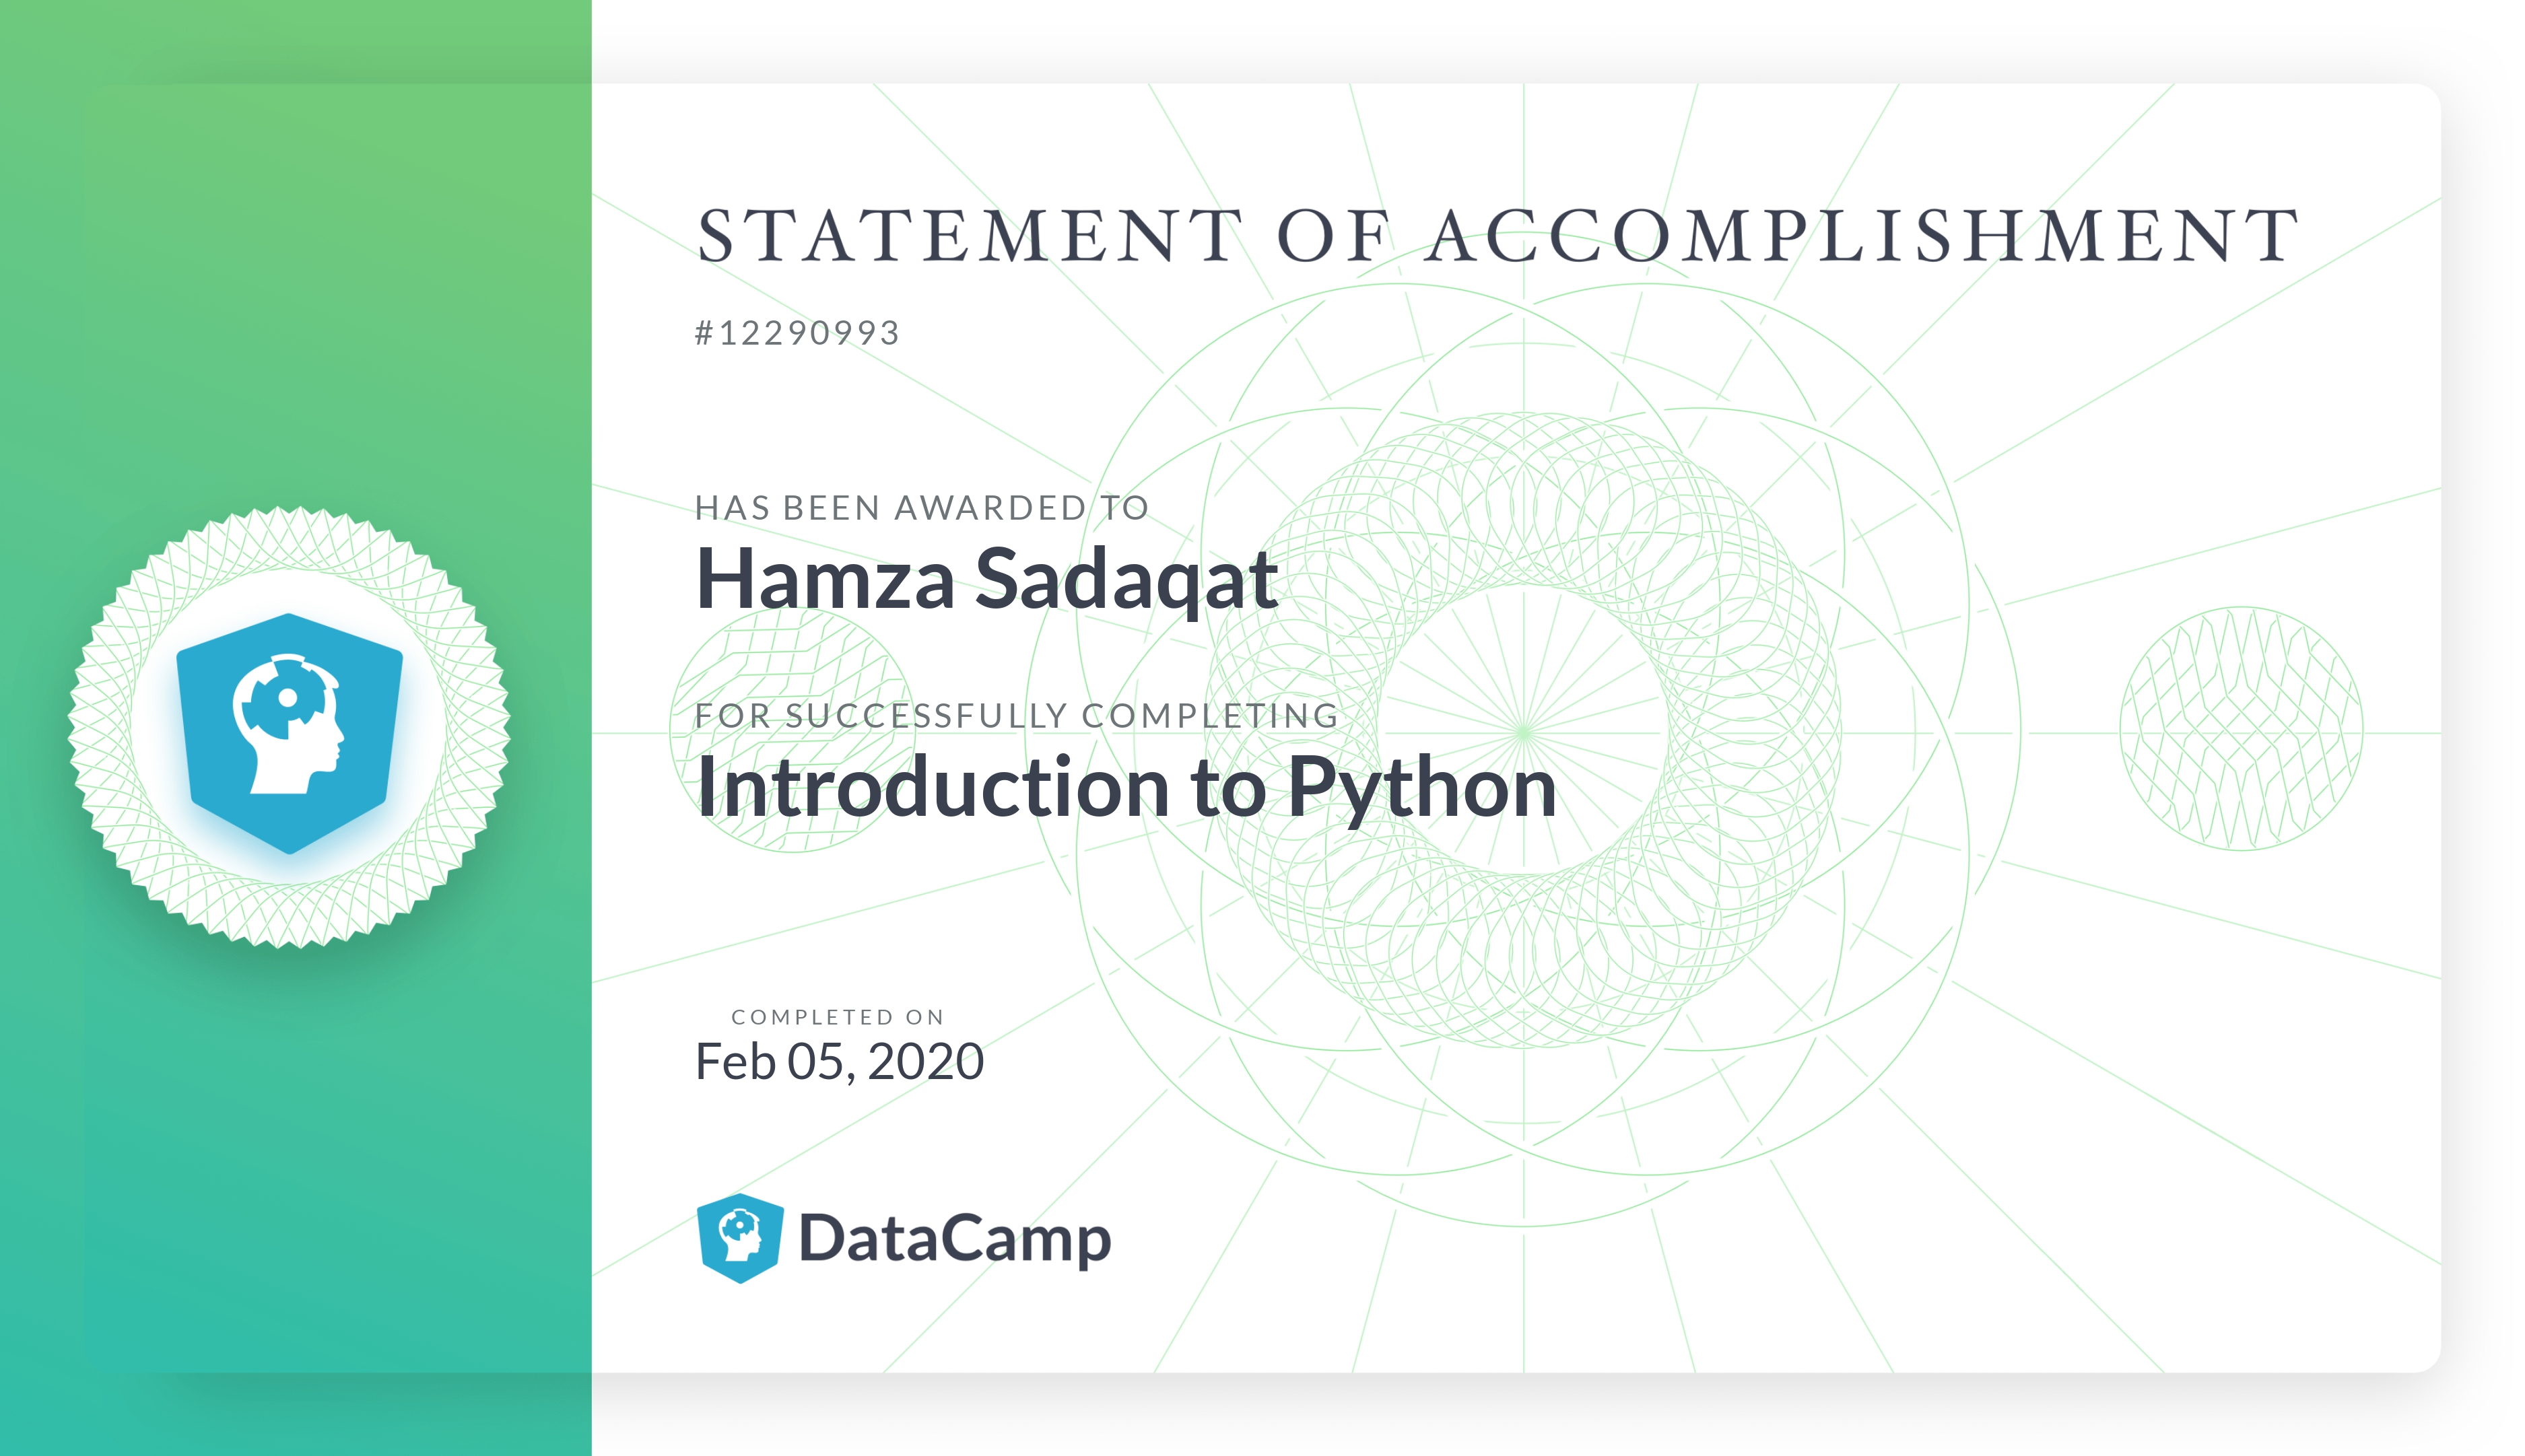 STATEMENT OF ACCOMPLISHMENT
#12290993
HAS BEEN AWARDED TO
Hamza Sadaqat
FOR SUCCESSFULLY COMPLETING
Introduction to Python
COMPLETED ON
Feb 05, 2020
DataCamp